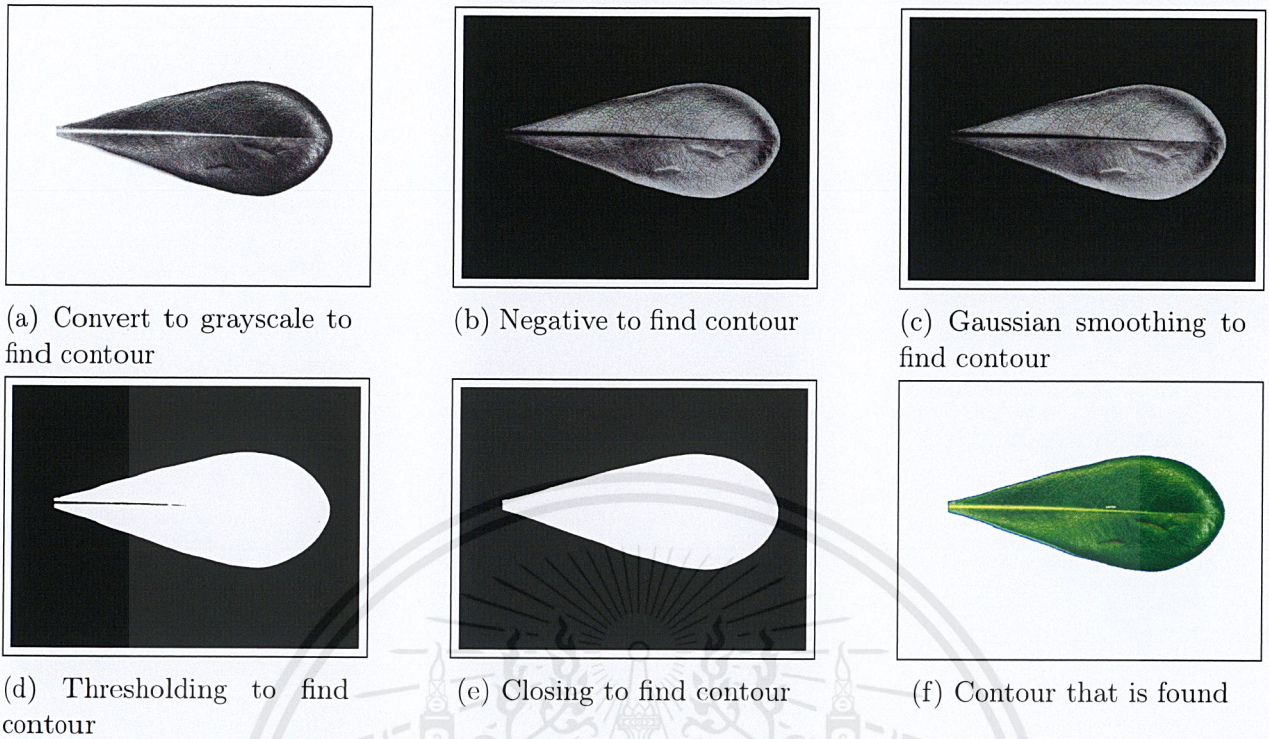 (a) Convert to grayscale to
find contour
(b) Negative to find contour
(c) Gaussian smoothing to
find contour
(d) Thresholding to find
contour
(e) Closing to find contour
(f) Contour that is found